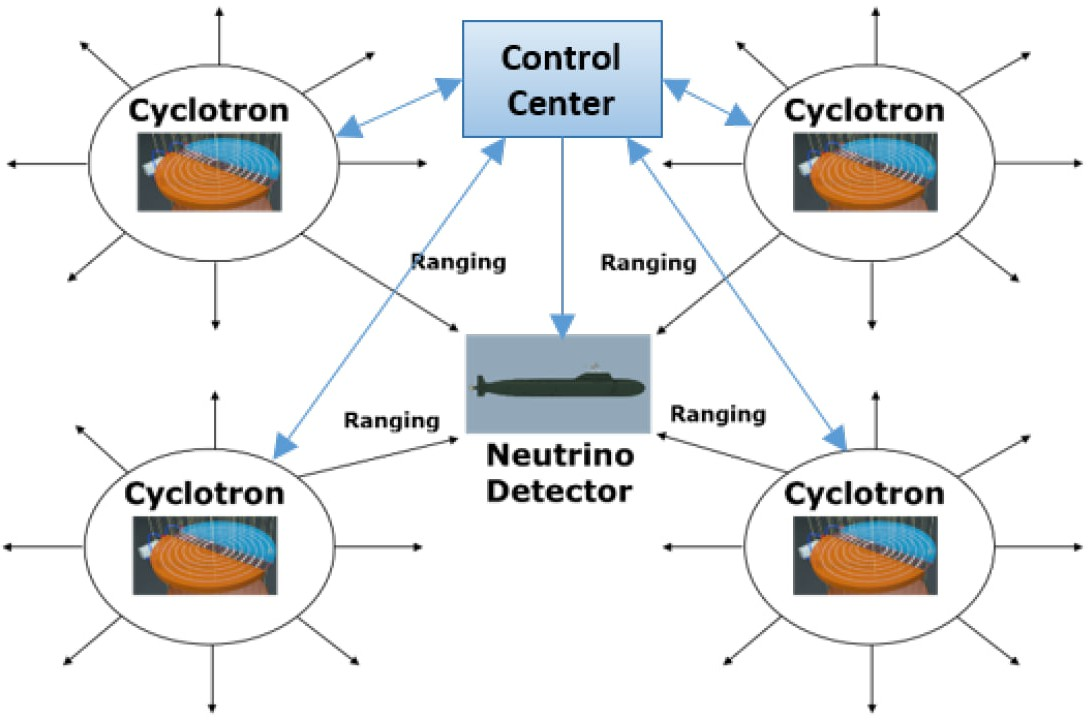 Control
Center
Cyclotron
Cyclotron
Ranging
Ranging
Ranging
Ranging
Neutrino
Detector
Cyclotron
Cyclotron